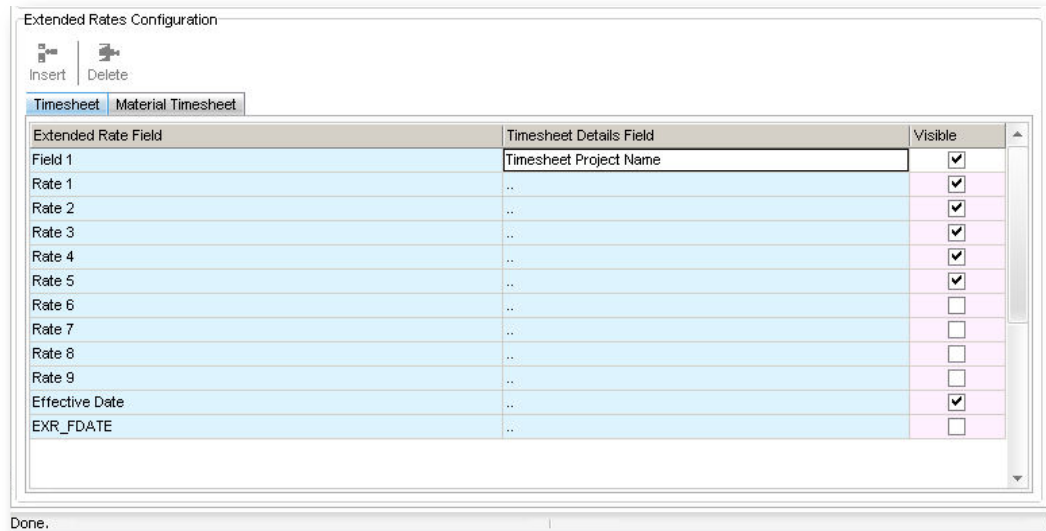 Extended Rates Configuration
Insert Delete
Timesheet Material Timesheet
Extended Rate Field Timesheet Details Field Visible
Field 1 Timesheet Project Name
Rate 1 ..
Rate 2 ..
Rate 3 ..
Rate 4 ..
Rate 5 ..
Rate 6 ..
Rate 7 ..
Rate 8 ..
Rate 9 ..
Effective Date ..
EXR_FDATE ..
Done.